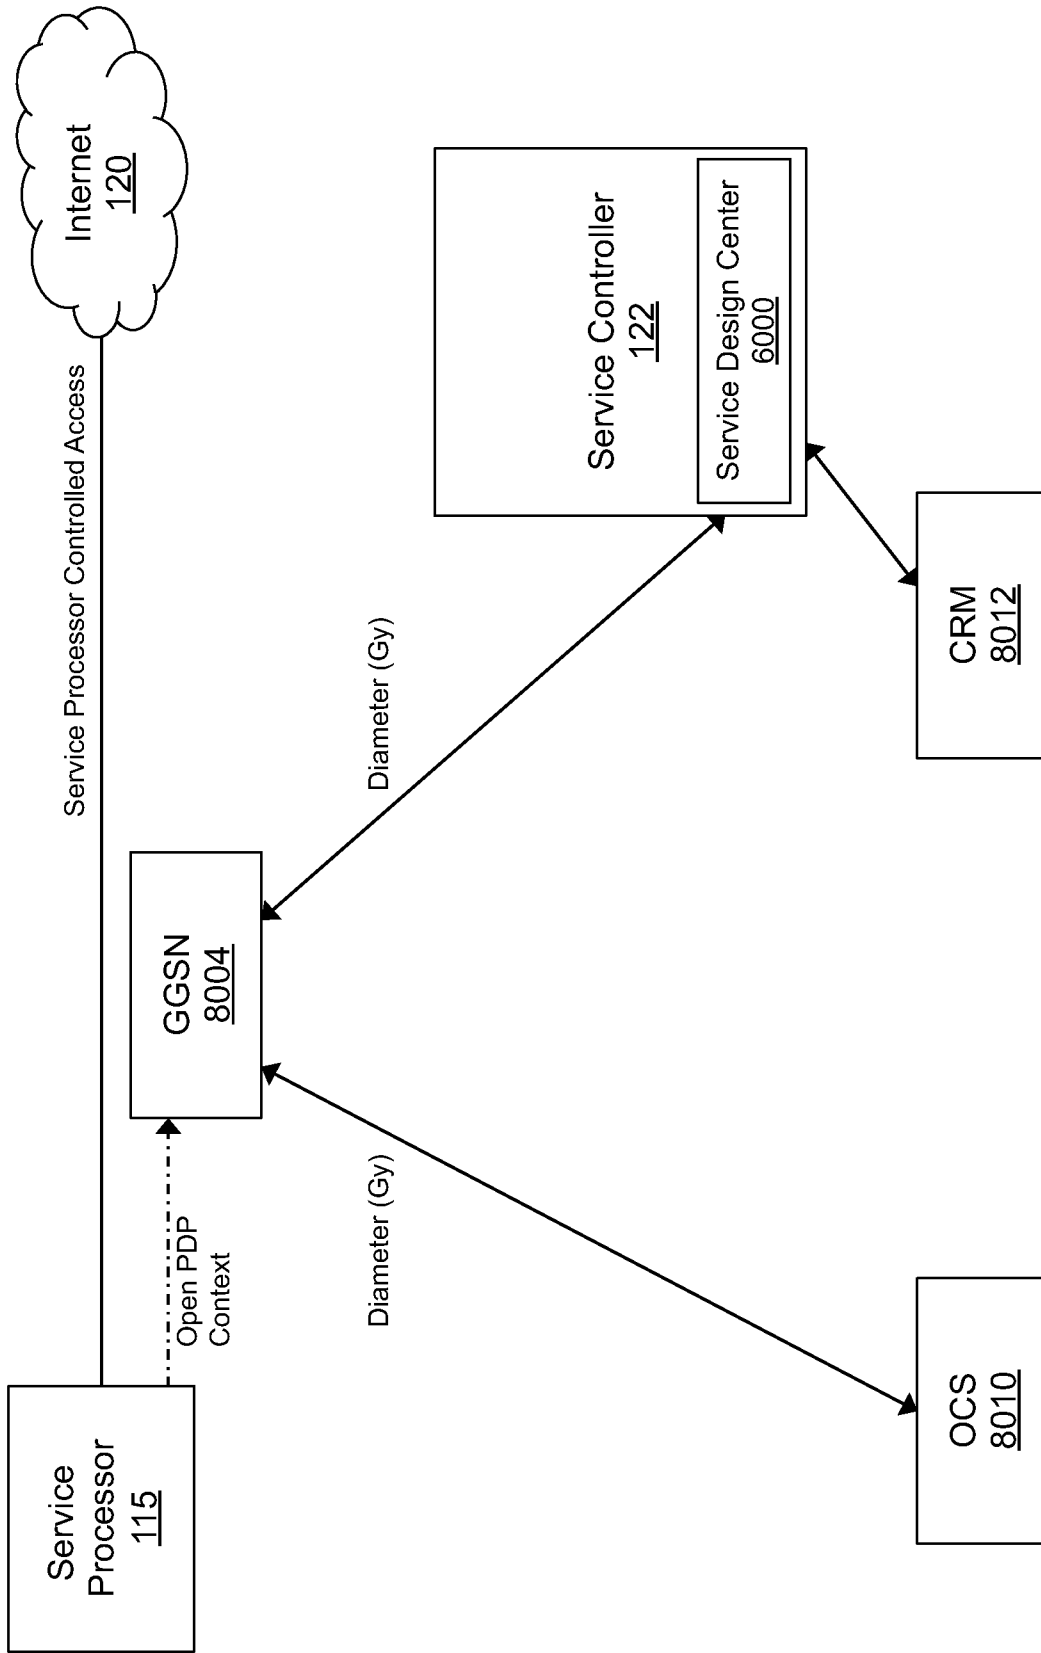 Service
Processor
115
Service Processor Controlled Access
Internet
120
Open PDP
Context
GGSN
8004
Diameter (Gy)
Diameter (Gy)
Service Controller
122
Service Design Center
6000
OCS
8010
CRM
8012